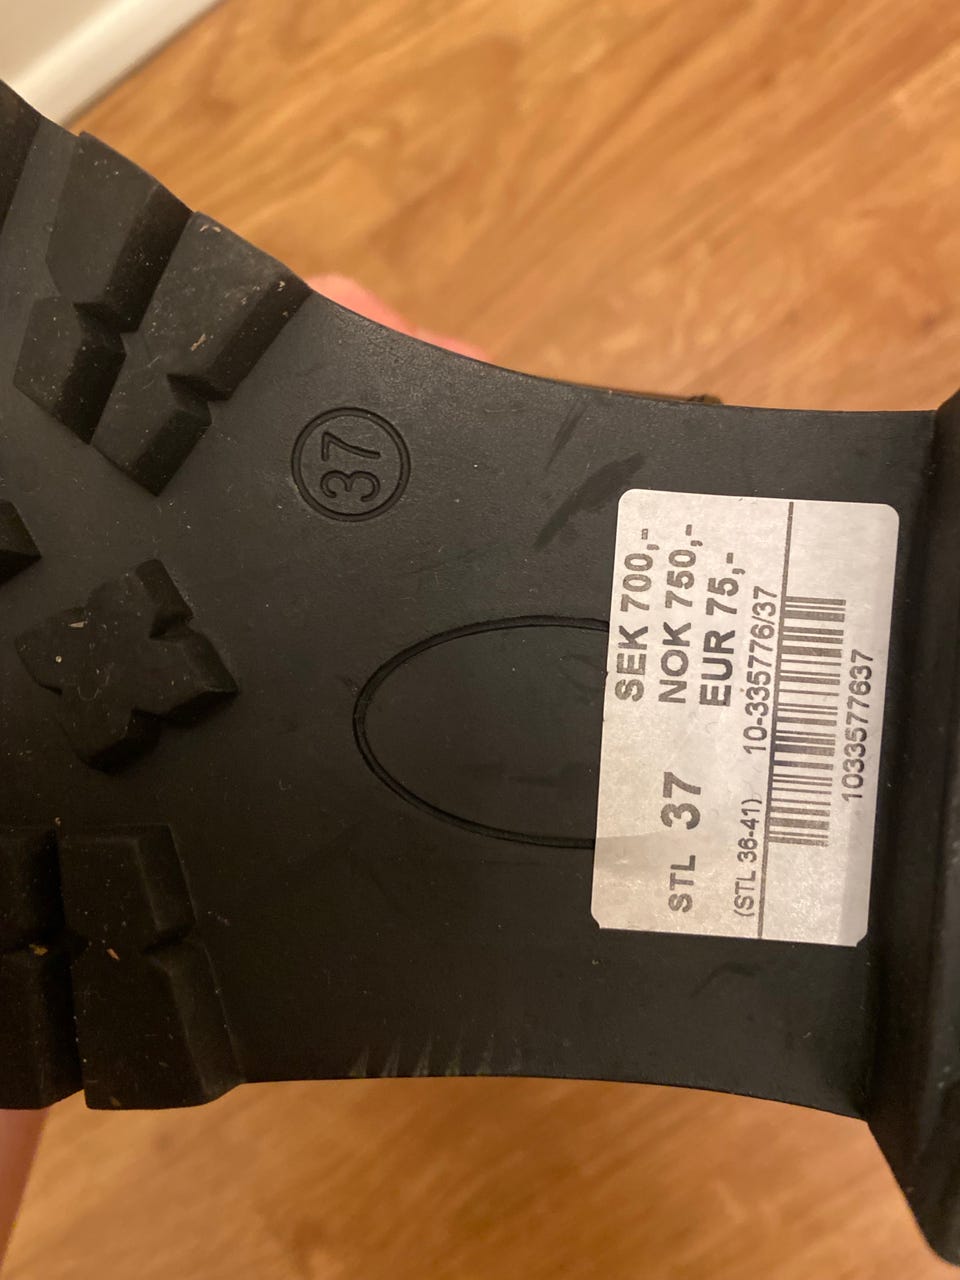 37
SEK 700,-
STL 37 NOK 750,-
EUR 75,-
(STL 36-41) 10-335776/37
1033577637